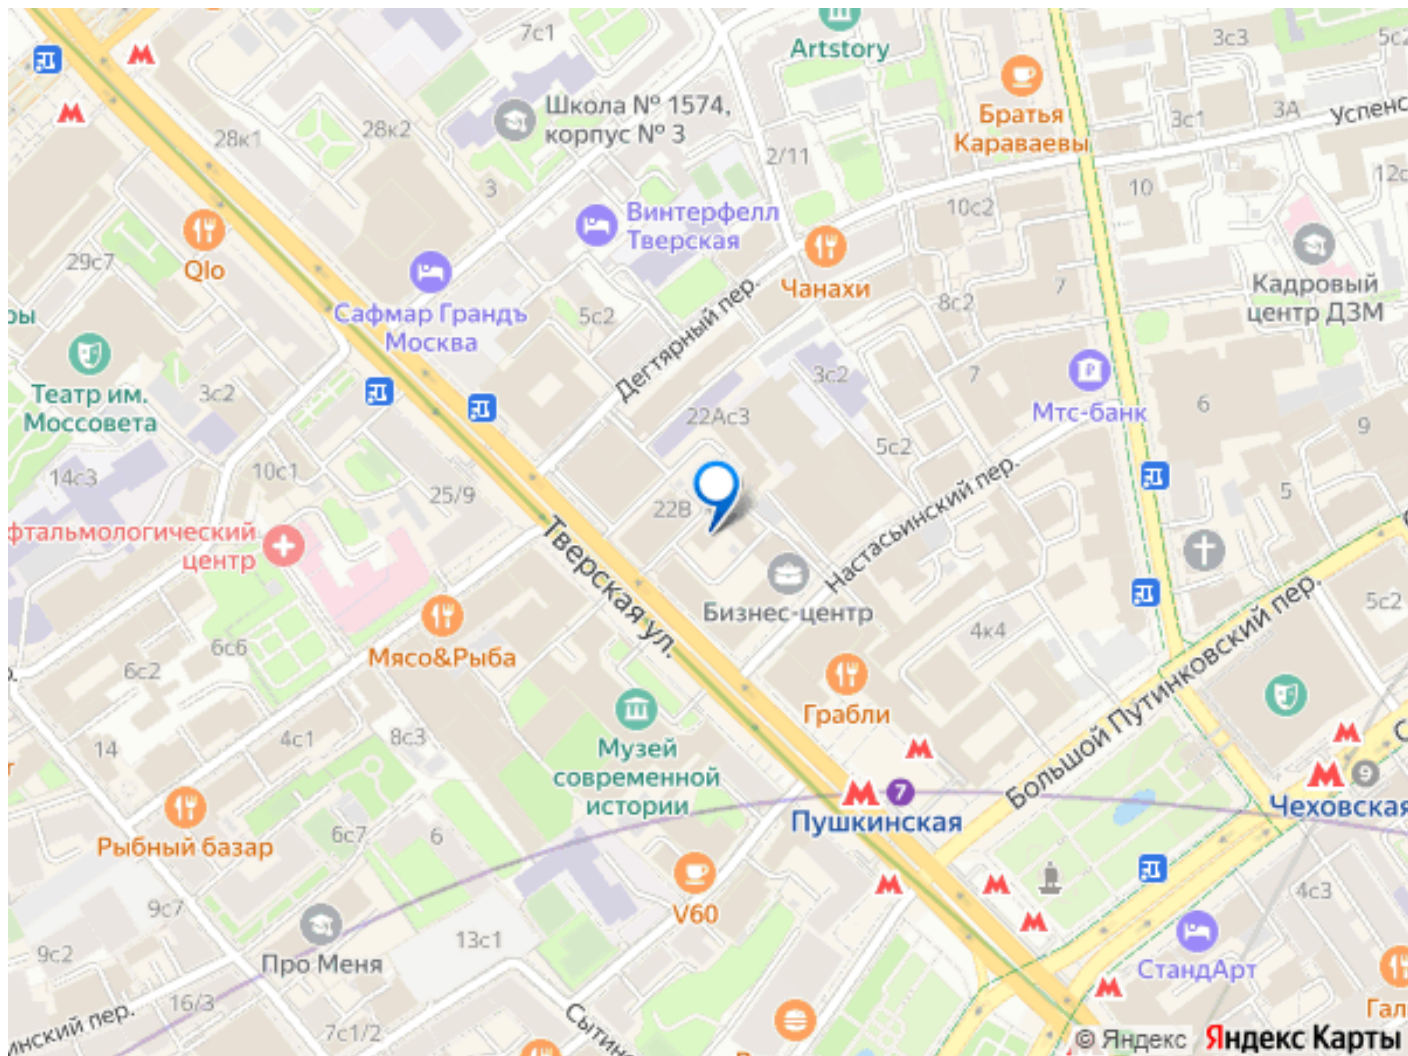 7с1
Artstory
3с3
5с2
Школа № 1574,
корпус № 3
Братья
Караваевы
3с1
3А
Успенс
28к1
28к2
2/11
3
10
12с
10с2
Винтерфелл
Тверская
29с7
Qlo
Чанахи
8с2
7
Кадровый
центр ДЗМ
ры
Сафмар Грандъ
Москва
5с2
Дегтярный пер.
Театр им.
Моссовета
3с2
3с2
7
Мтс-банк
6
22Ас3
5с2
9
14с3
10с1
25/9
22В
Настасьинский пер.
5
фтальмологический
центр
Тверская ул.
Бизнес-центр
4к4
5с2
6с6
6с2
Мясо&Рыба
Большой Путинковский пер.
Грабли
14
4с1
8с3
Музей
современной
истории
7
Пушкинская
9
Чеховская
Рыбный базар
6с7
6
V60
4с3
9с7
9с2
13с1
Про Меня
СтандАрт
16/3
инский пер.
7с1/2
Сытинс
Гал
© Яндекс Яндекс Карты